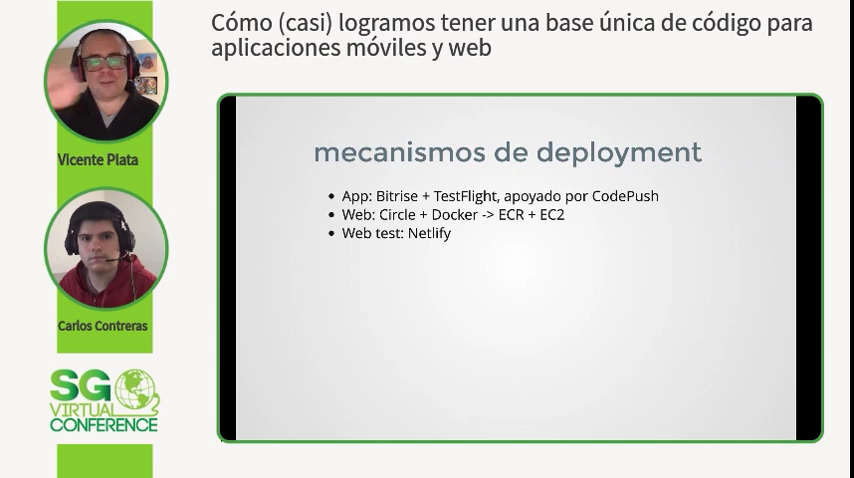 Cómo (casi) logramos tener una base única de código para
aplicaciones móviles y web
Vicente Plata
Carlos Contreras
SG
VIRTUAL
CONFERENCE
mecanismos de deployment
• App: Bitrise + TestFlight, apoyado por CodePush
• Web: Circle + Docker -> ECR + EC2
• Web test: Netlify